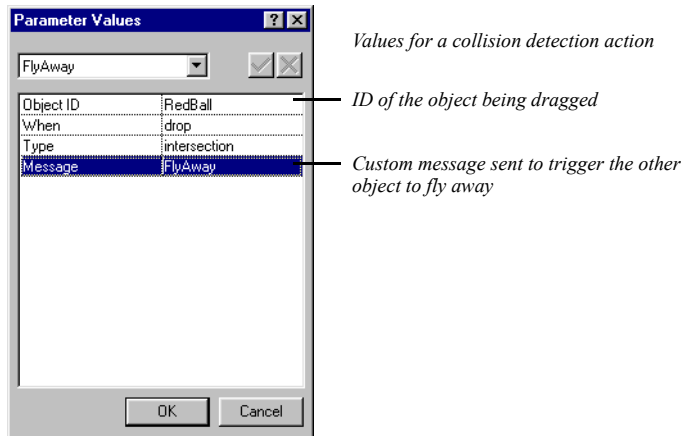 Parameter Values
Values for a collision detection action
FlyAway
Object ID RedBall
ID of the object being dragged
When drop
Type intersection
Message FlyAway
Custom message sent to trigger the other
object to fly away
OK Cancel